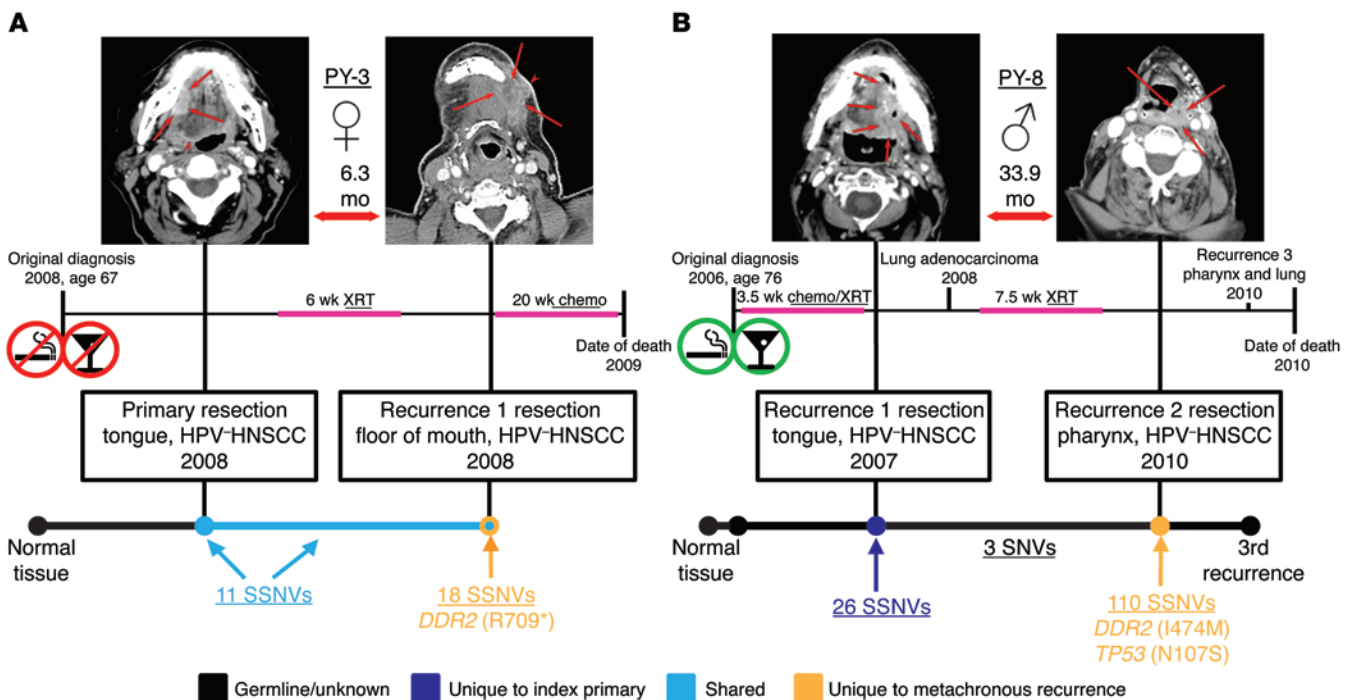 A
PY-3
6.3
mo
Original diagnosis
2008, age 67
6 wk XRT
20 wk chemo
Date of death
2009
Primary resection
tongue, HPV–HNSCC
2008
Recurrence 1 resection
floor of mouth, HPV–HNSCC
2008
Normal
tissue
11 SSNVs
18 SSNVs
DDR2 (R709*)
B
PY-8
33.9
mo
Original diagnosis
2006, age 76
3.5 wk chemo/XRT
Lung adenocarcinoma
2008
7.5 wk XRT
Recurrence 3
pharynx and lung
2010
Date of death
2010
Recurrence 1 resection
tongue, HPV–HNSCC
2007
Recurrence 2 resection
pharynx, HPV–HNSCC
2010
Normal
tissue
3 SNVs
3rd
recurrence
26 SSNVs
110 SSNVs
DDR2 (I474M)
TP53 (N107S)
Germline/unknown
Unique to index primary
Shared
Unique to metachronous recurrence